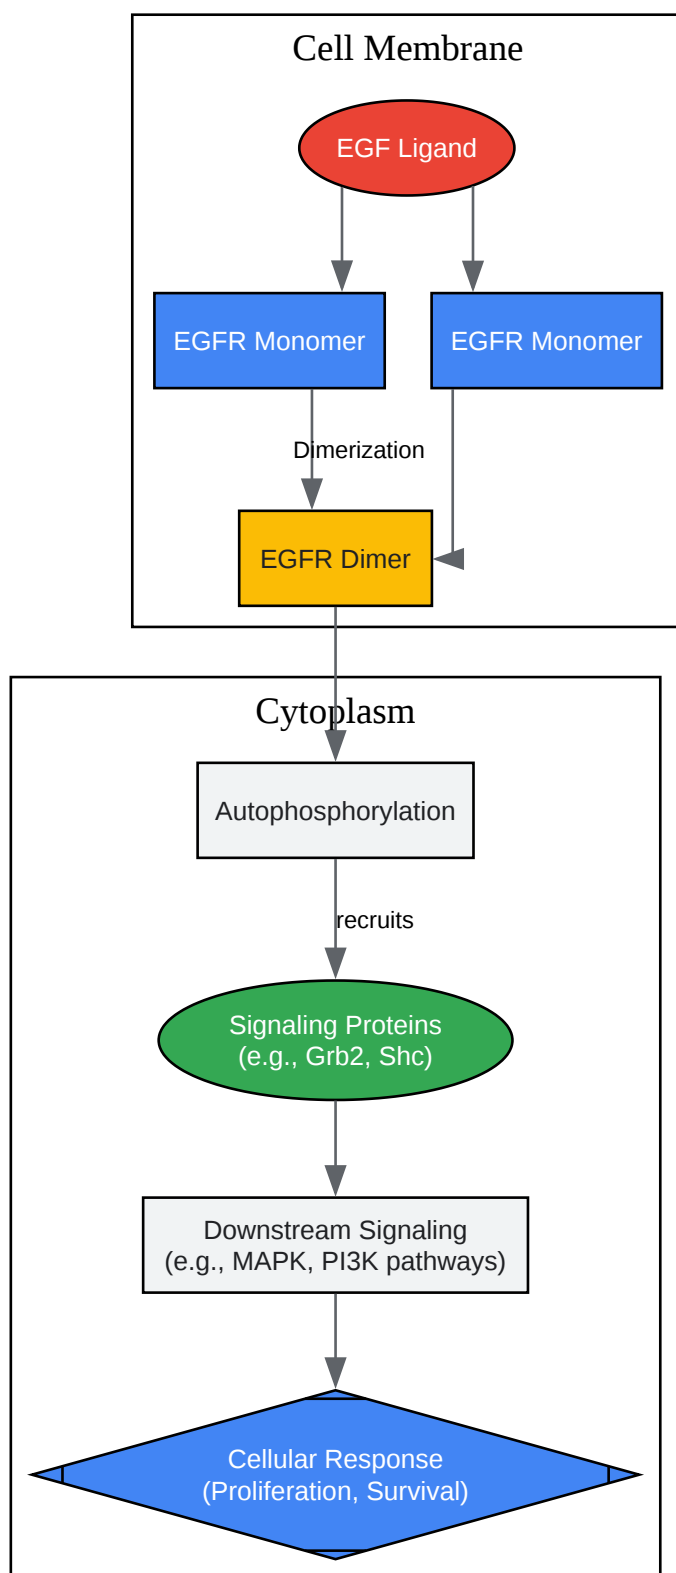 Cell Membrane
EGF Ligand
EGFR Monomer
EGFR Monomer
Dimerization
EGFR Dimer
Cytoplasm
Autophosphorylation
recruits
Signaling Proteins
(e.g., Grb2, Shc)
Downstream Signaling
(e.g., MAPK, PI3K pathways)
Cellular Response
(Proliferation, Survival)